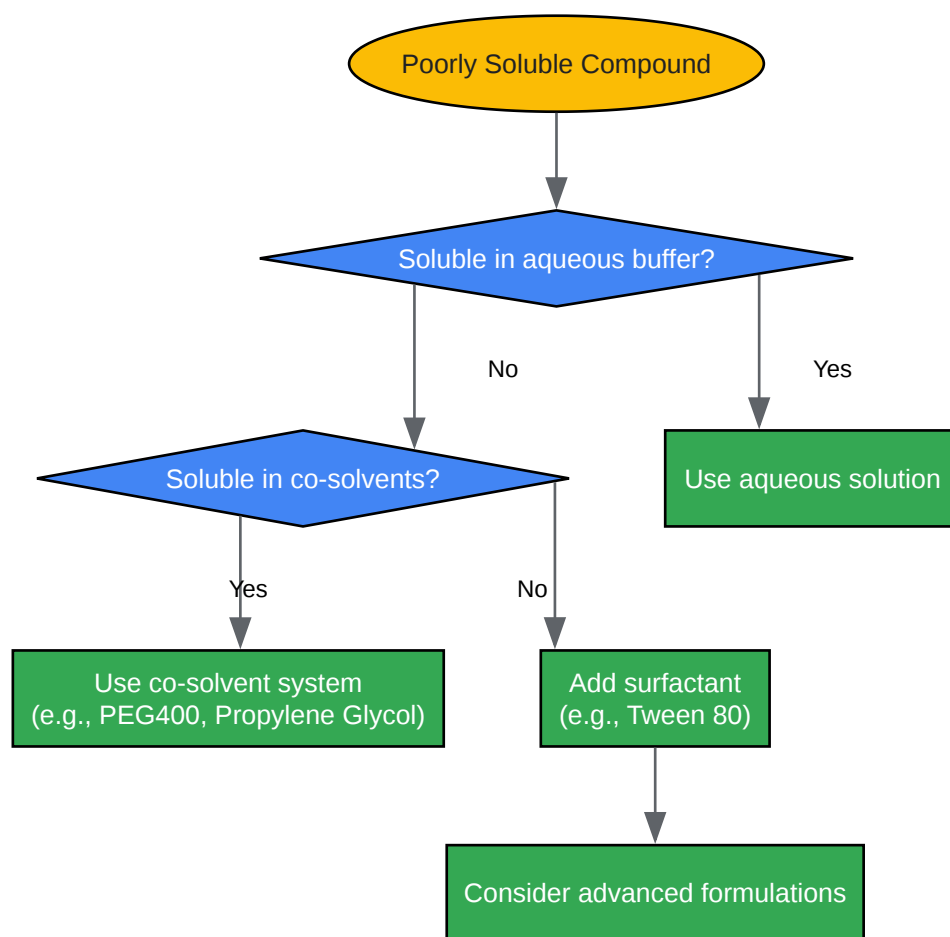 Poorly Soluble Compound
Soluble in aqueous buffer?
No
Yes
Soluble in co-solvents?
Use aqueous solution
Yes
No
Use co-solvent system
(e.g., PEG400, Propylene Glycol)
Add surfactant
(e.g., Tween 80)
Consider advanced formulations